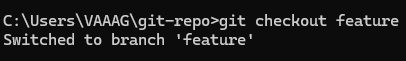 C:\Users\VAAAG\git-repo>git checkout feature
Switched to branch 'feature'